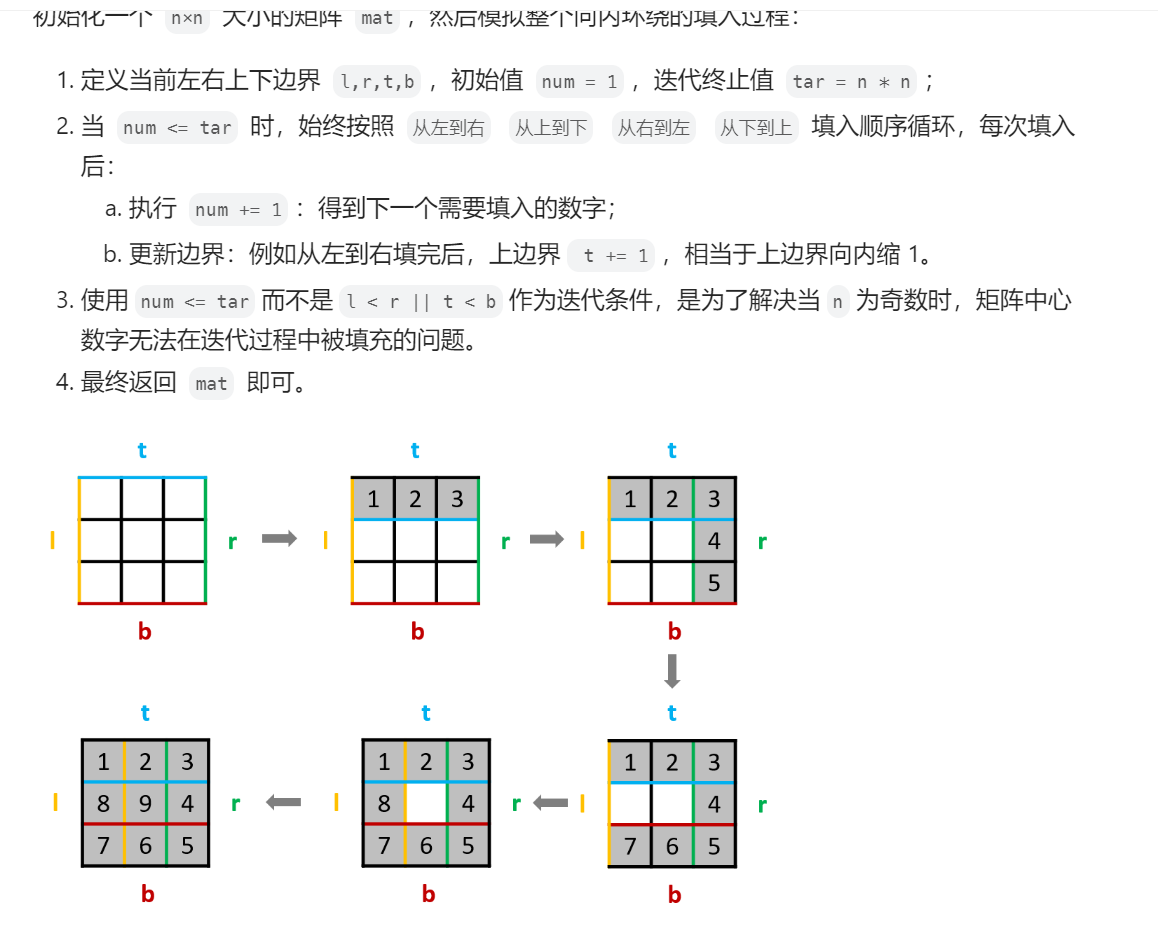 初始化一个 n×n 大小的矩阵 mat ，然后模拟整个向内环绕的填入过程：
1. 定义当前左右上下边界 l,r,t,b ，初始值 num = 1 ，迭代终止值 tar = n * n ；
2. 当 num <= tar 时，始终按照 从左到右 从上到下 从右到左 从下到上 填入顺序循环，每次填入
后：
a. 执行 num += 1 ：得到下一个需要填入的数字；
b. 更新边界：例如从左到右填完后，上边界 t += 1 ，相当于上边界向内缩 1。
3. 使用 num <= tar 而不是 l < r || t < b 作为迭代条件，是为了解决当 n 为奇数时，矩阵中心
数字无法在迭代过程中被填充的问题。
4. 最终返回 mat 即可。
t t t
1 2 3 1 2 3
l r l r l 4 r
5
b b b
t t t
1 2 3 1 2 3 1 2 3
l 8 9 4 r l 8 4 r l 4 r
7 6 5 7 6 5 7 6 5
b b b